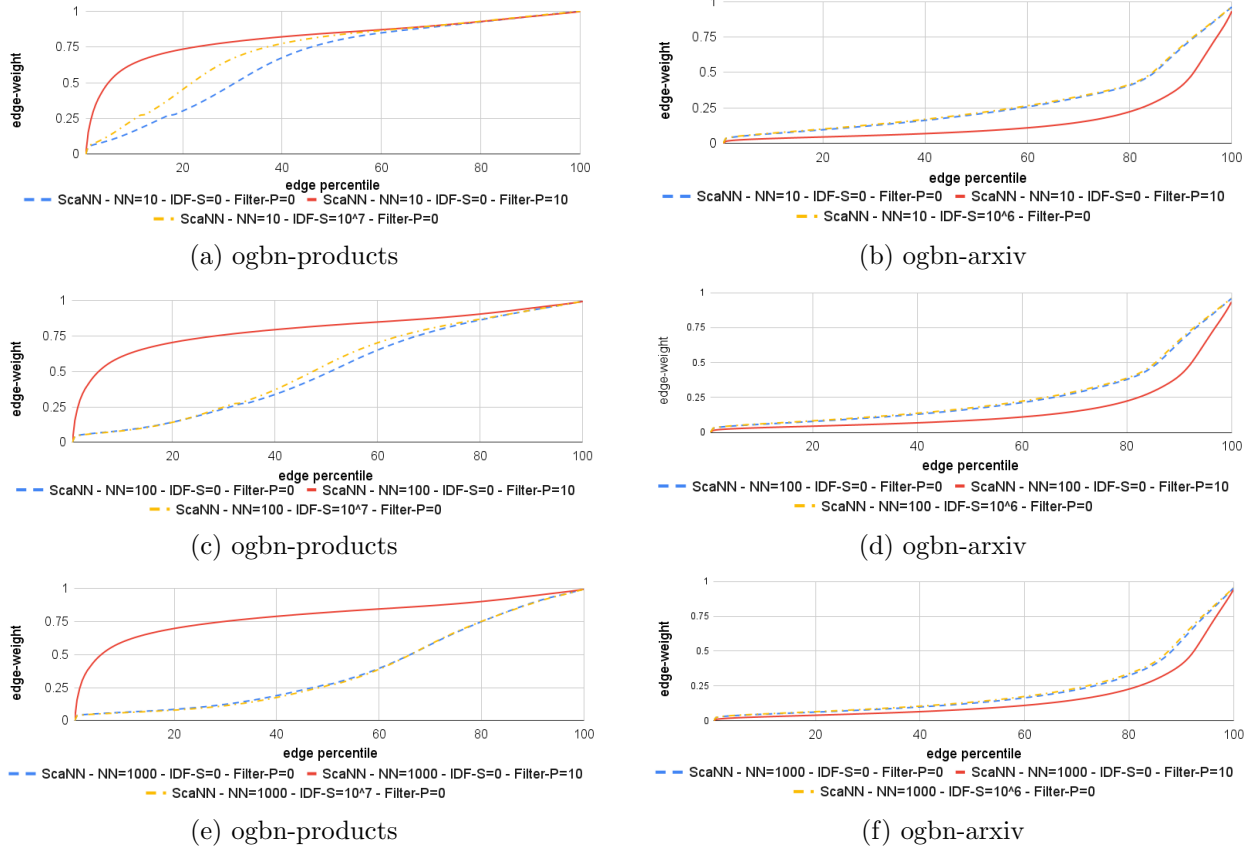 1
0.75
0.5
0.25
0
edge-weight
20
40
60
80
100
edge percentile
ScaNN - NN=10 - IDF-S=0 - Filter-P=0
ScaNN - NN=10 - IDF-S=0 - Filter-P=10
ScaNN - NN=10 - IDF-S=10^7 - Filter-P=0
(a) ogbn-products
1
0.75
0.5
0.25
0
edge-weight
20
40
60
80
100
edge percentile
ScaNN - NN=10 - IDF-S=0 - Filter-P=0
ScaNN - NN=10 - IDF-S=0 - Filter-P=10
ScaNN - NN=10 - IDF-S=10^6 - Filter-P=0
(b) ogbn-arxiv
1
0.75
0.5
0.25
0
edge-weight
20
40
60
80
100
edge percentile
ScaNN - NN=100 - IDF-S=0 - Filter-P=0
ScaNN - NN=100 - IDF-S=0 - Filter-P=10
ScaNN - NN=100 - IDF-S=10^7 - Filter-P=0
(c) ogbn-products
1
0.75
0.5
0.25
0
edge-weight
20
40
60
80
100
edge percentile
ScaNN - NN=100 - IDF-S=0 - Filter-P=0
ScaNN - NN=100 - IDF-S=0 - Filter-P=10
ScaNN - NN=100 - IDF-S=10^6 - Filter-P=0
(d) ogbn-arxiv
1
0.75
0.5
0.25
0
edge-weight
20
40
60
80
100
edge percentile
ScaNN - NN=1000 - IDF-S=0 - Filter-P=0
ScaNN - NN=1000 - IDF-S=0 - Filter-P=10
ScaNN - NN=1000 - IDF-S=10^7 - Filter-P=0
(e) ogbn-products
1
0.75
0.5
0.25
0
edge-weight
20
40
60
80
100
edge percentile
ScaNN - NN=1000 - IDF-S=0 - Filter-P=0
ScaNN - NN=1000 - IDF-S=0 - Filter-P=10
ScaNN - NN=1000 - IDF-S=10^6 - Filter-P=0
(f) ogbn-arxiv